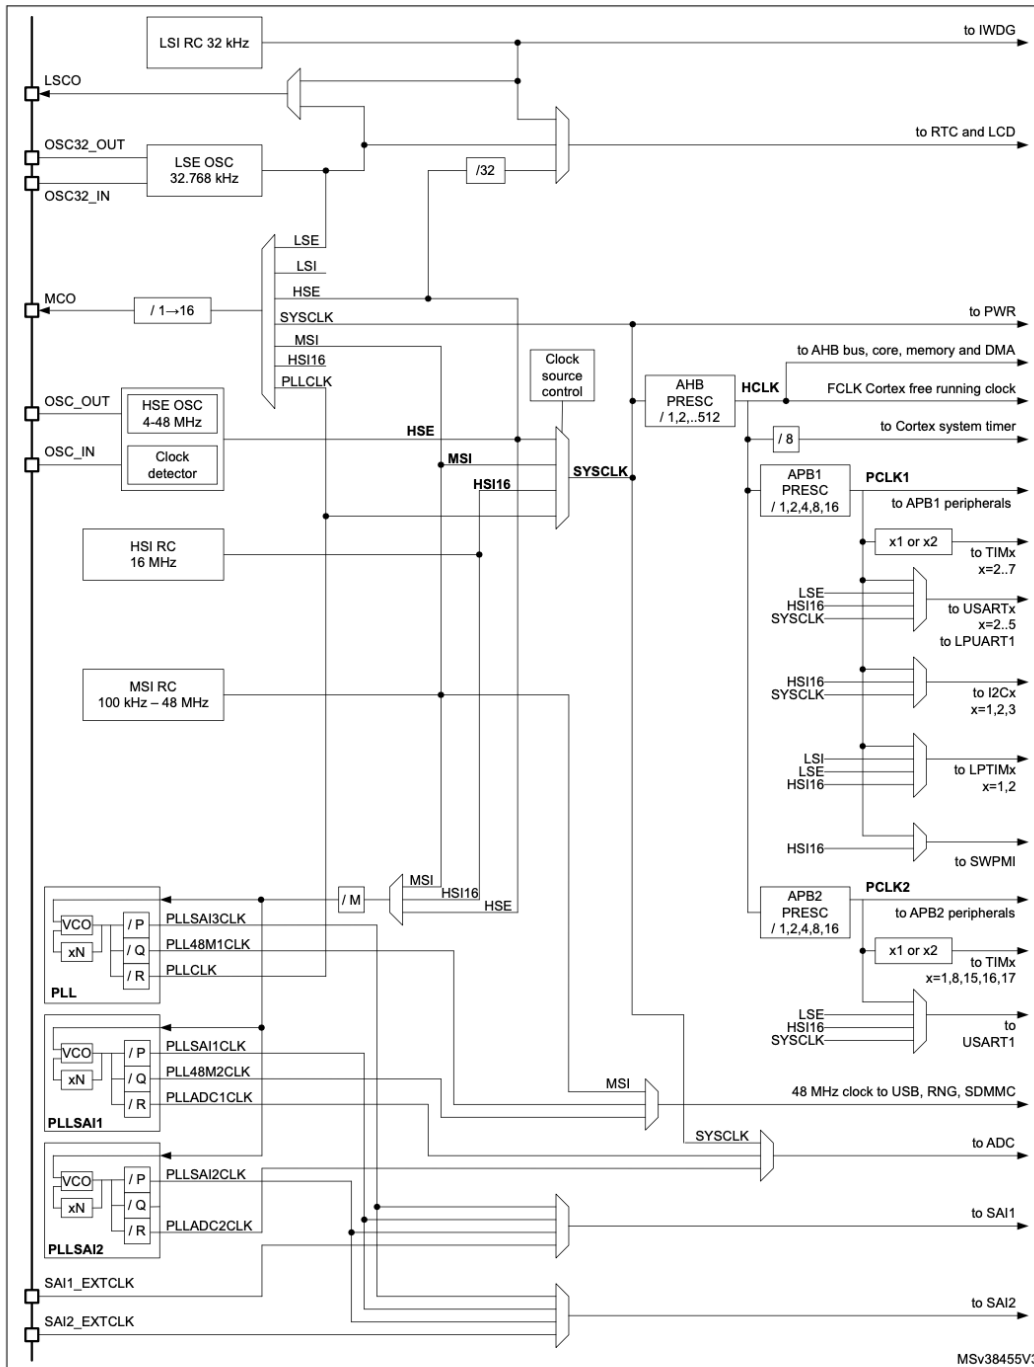 to IWDG
LSI RC 32 kHz
LSCO
to RTC and LCD
OSC32_OUT
LSE OSC
32.768 kHz
/32
OSC32_IN
LSE
LSI
HSE
MCO
/ 1→16
SYSCLK
to PWR
MSI
HSI16
PLLCLK
Clock
source
control
to AHB bus, core, memory and DMA
AHB
PRESC
/ 1,2,..512
HCLK
FCLK Cortex free running clock
OSC_OUT
HSE OSC
4-48 MHz
to Cortex system timer
/ 8
HSE
OSC_IN
Clock
detector
MSI
SYSCLK
HSI16
APB1
PRESC
/ 1,2,4,8,16
PCLK1
to APB1 peripherals
HSI RC
16 MHz
x1 or x2
to TIMx
x=2..7
LSE
HSI16
SYSCLK
to USARTx
x=2..5
to LPUART1
MSI RC
100 kHz – 48 MHz
HSI16
SYSCLK
to I2Cx
x=1,2,3
LSI
LSE
HSI16
to LPTIMx
x=1,2
HSI16
to SWPMI
MSI
HSI16
HSE
/ M
APB2
PRESC
/ 1,2,4,8,16
PCLK2
to APB2 peripherals
VCO
xN
/ P
/ Q
/ R
PLLSAI3CLK
PLL48M1CLK
PLLCLK
PLL
x1 or x2
to TIMx
x=1,8,15,16,17
LSE
HSI16
SYSCLK
to
USART1
VCO
xN
/ P
/ Q
/ R
PLLSAI1CLK
PLL48M2CLK
PLLADC1CLK
PLLSAI1
MSI
48 MHz clock to USB, RNG, SDMMC
SYSCLK
to ADC
VCO
xN
/ P
/ Q
/ R
PLLSAI2CLK
PLLADC2CLK
PLLSAI2
to SAI1
SAI1_EXTCLK
to SAI2
SAI2_EXTCLK